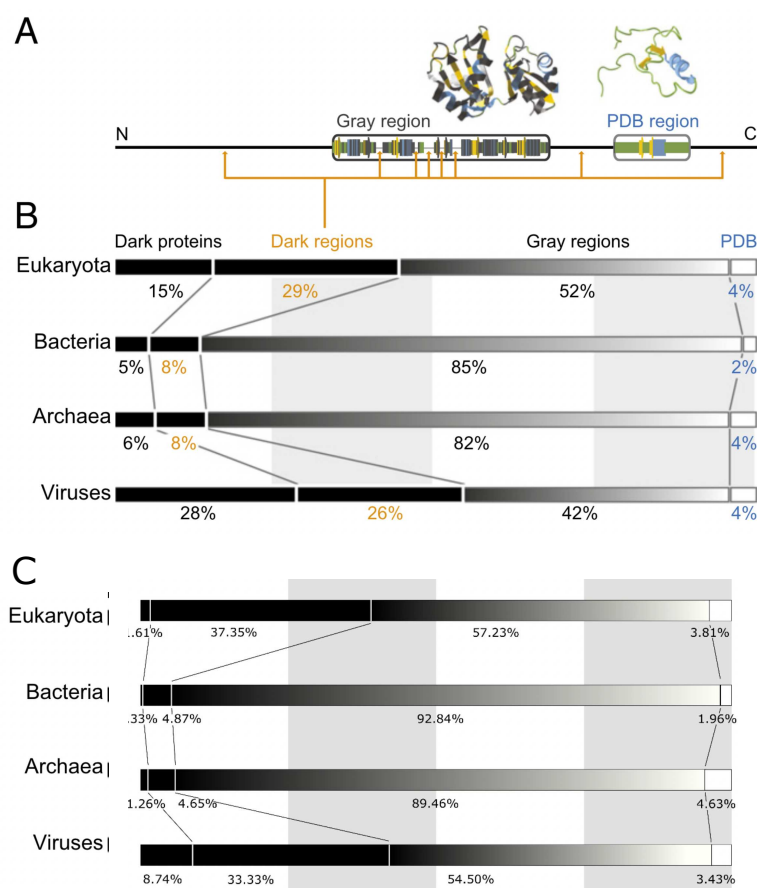 A
Gray region
PDB region
N
C
B
Dark proteins Dark regions Gray regions PDB
Eukaryota
15% 29% 52% 4%
Bacteria
5% 8% 85% 2%
Archaea
6% 8% 82% 4%
Viruses
28% 26% 42% 4%
C
Eukaryota
.61% 37.35% 57.23% 3.81%
Bacteria
.33% 4.87% 92.84% 1.96%
Archaea
1.26% 4.65% 89.46% 4.63%
Viruses
8.74% 33.33% 54.50% 3.43%